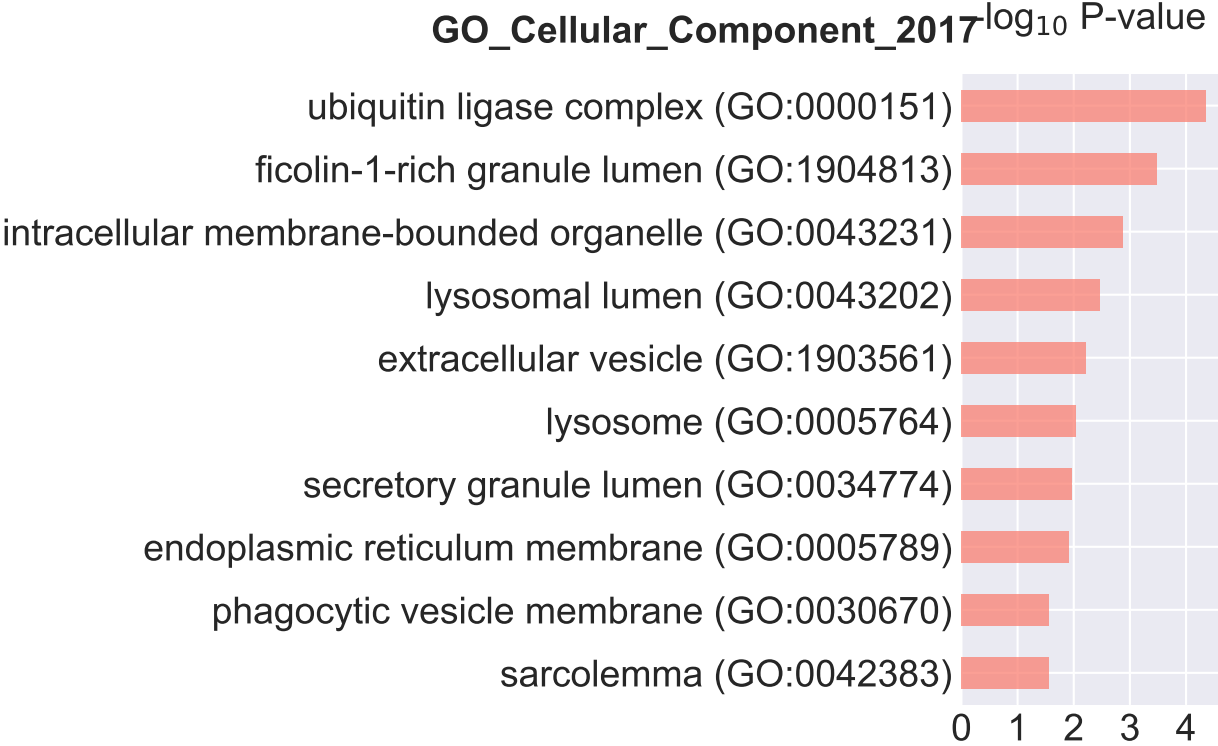 GO_Cellular_Component_2017 -log₁₀ P-value
ubiquitin ligase complex (GO:0000151)
ficolin-1-rich granule lumen (GO:1904813)
intracellular membrane-bounded organelle (GO:0043231)
lysosomal lumen (GO:0043202)
extracellular vesicle (GO:1903561)
lysosome (GO:0005764)
secretory granule lumen (GO:0034774)
endoplasmic reticulum membrane (GO:0005789)
phagocytic vesicle membrane (GO:0030670)
sarcolemma (GO:0042383)
0 1 2 3 4